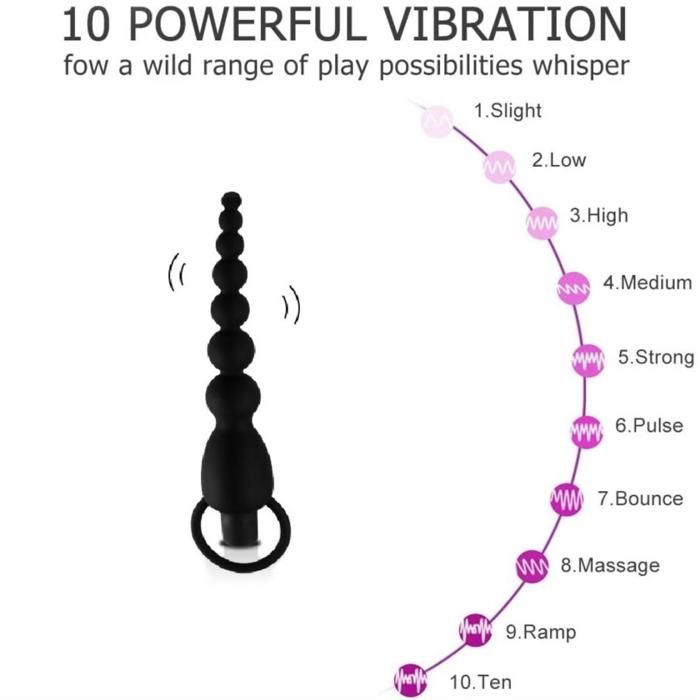 10 POWERFUL VIBRATION
fow a wild range of play possibilities whisper
1.Slight
2.Low
3.High
4.Medium
5.Strong
6.Pulse
7.Bounce
8.Massage
9.Ramp
10.Ten